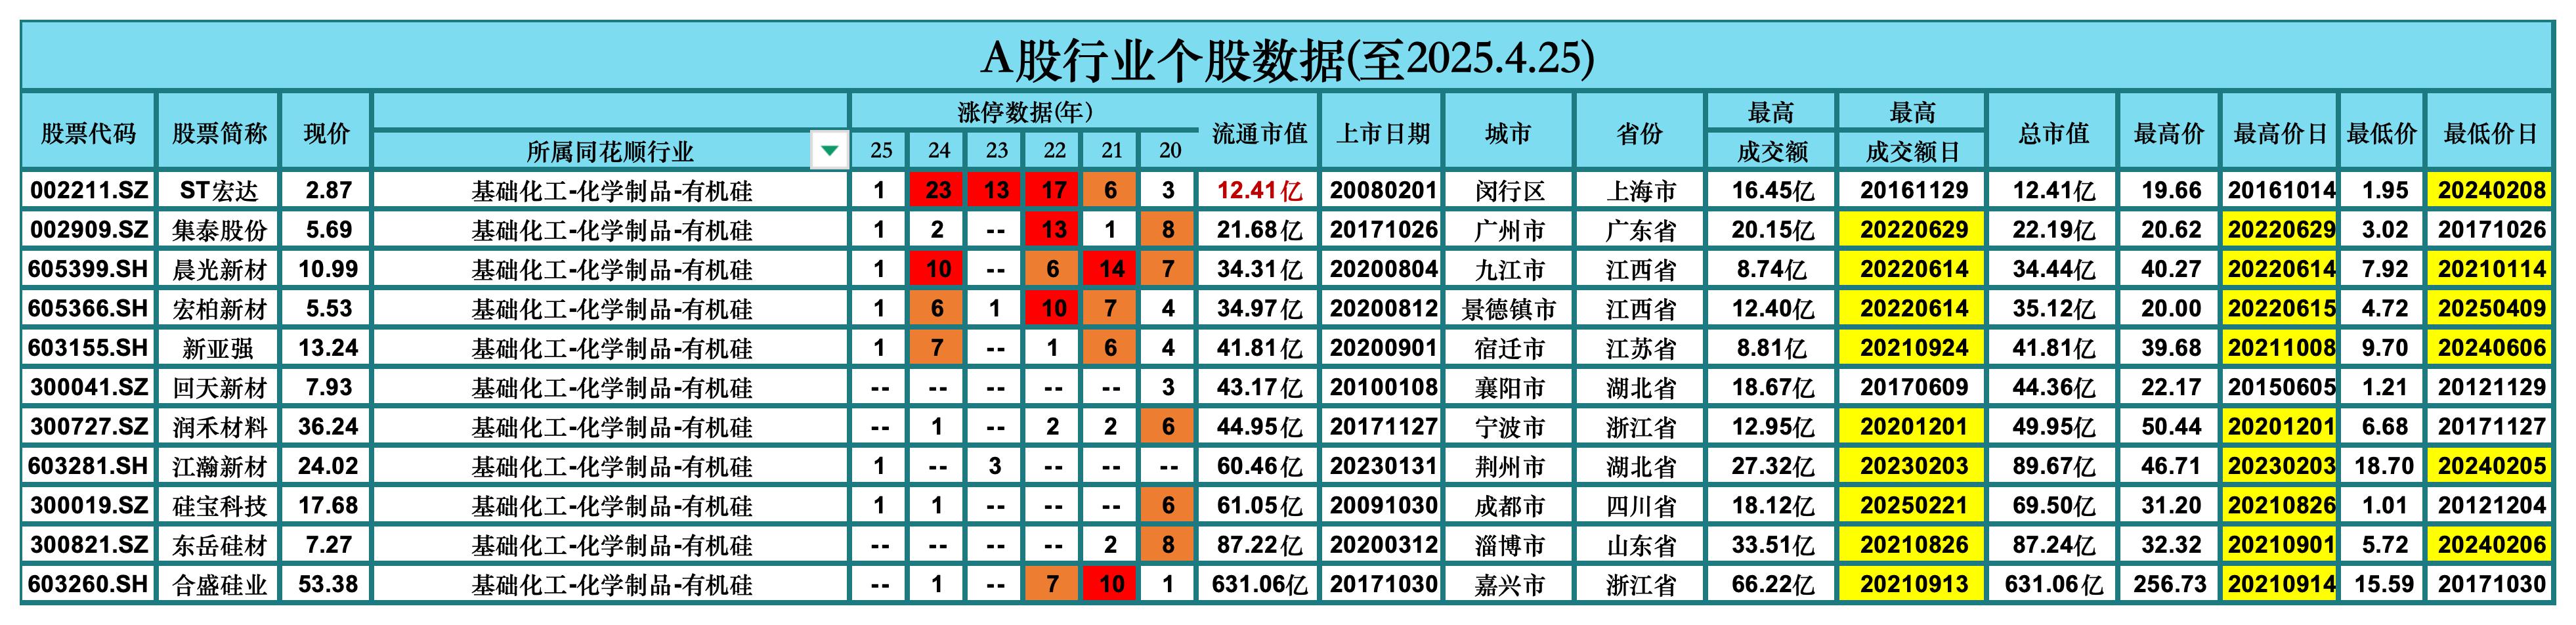 A股行业个股数据(至2025.4.25)
股票代码 股票简称 现价 所属同花顺行业 涨停数据(年) 25 24 23 22 21 20 流通市值 上市日期 城市 省份 最高成交额 最高成交额日 总市值 最高价 最高价日 最低价 最低价日
002211.SZ ST宏达 2.87 基础化工-化学制品-有机硅 1 23 13 17 6 3 12.41亿 20080201 闵行区 上海市 16.45亿 20161129 12.41亿 19.66 20161014 1.95 20240208
002909.SZ 集泰股份 5.69 基础化工-化学制品-有机硅 1 2 -- 13 1 8 21.68亿 20171026 广州市 广东省 20.15亿 20220629 22.19亿 20.62 20220629 3.02 20171026
605399.SH 晨光新材 10.99 基础化工-化学制品-有机硅 1 10 -- 6 14 7 34.31亿 20200804 九江市 江西省 8.74亿 20220614 34.44亿 40.27 20220614 7.92 20210114
605366.SH 宏柏新材 5.53 基础化工-化学制品-有机硅 1 6 1 10 7 4 34.97亿 20200812 景德镇市 江西省 12.40亿 20220614 35.12亿 20.00 20220615 4.72 20250409
603155.SH 新亚强 13.24 基础化工-化学制品-有机硅 1 7 -- 1 6 4 41.81亿 20200901 宿迁市 江苏省 8.81亿 20210924 41.81亿 39.68 20211008 9.70 20240606
300041.SZ 回天新材 7.93 基础化工-化学制品-有机硅 -- -- -- -- -- 3 43.17亿 20100108 襄阳市 湖北省 18.67亿 20170609 44.36亿 22.17 20150605 1.21 20121129
300727.SZ 润禾材料 36.24 基础化工-化学制品-有机硅 -- 1 -- 2 2 6 44.95亿 20171127 宁波市 浙江省 12.95亿 20201201 49.95亿 50.44 20201201 6.68 20171127
603281.SH 江瀚新材 24.02 基础化工-化学制品-有机硅 1 -- 3 -- -- -- 60.46亿 20230131 荆州市 湖北省 27.32亿 20230203 89.67亿 46.71 20230203 18.70 20240205
300019.SZ 硅宝科技 17.68 基础化工-化学制品-有机硅 1 1 -- -- -- 6 61.05亿 20091030 成都市 四川省 18.12亿 20250221 69.50亿 31.20 20210826 1.01 20121204
300821.SZ 东岳硅材 7.27 基础化工-化学制品-有机硅 -- -- -- -- 2 8 87.22亿 20200312 淄博市 山东省 33.51亿 20210826 87.24亿 32.32 20210901 5.72 20240206
603260.SH 合盛硅业 53.38 基础化工-化学制品-有机硅 -- 1 -- 7 10 1 631.06亿 20171030 嘉兴市 浙江省 66.22亿 20210913 631.06亿 256.73 20210914 15.59 20171030